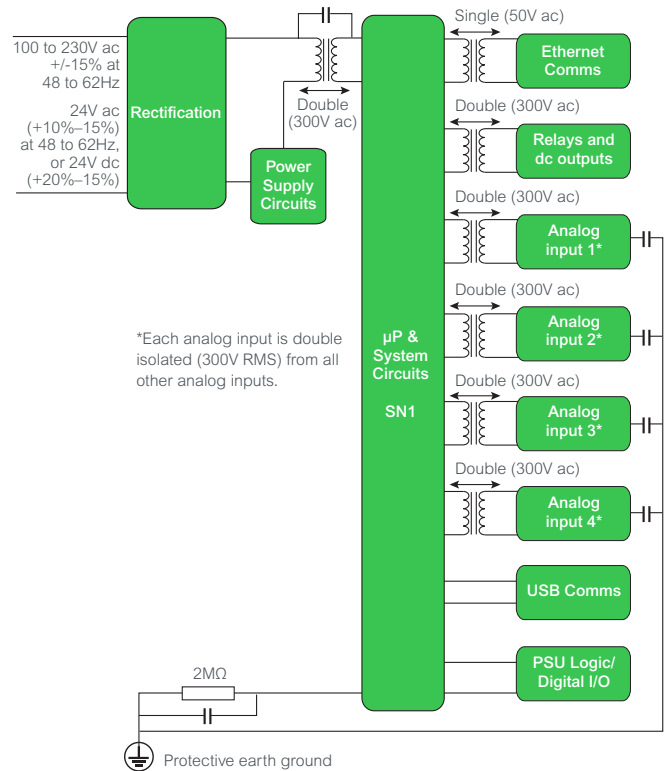 100 to 230V ac
+/-15% at
48 to 62Hz
24V ac
(+10%–15%)
at 48 to 62Hz,
or 24V dc
(+20%–15%)
Rectification
Double
(300V ac)
Power
Supply
Circuits
*Each analog input is double
isolated (300V RMS) from all
other analog inputs.
µP &
System
Circuits
SN1
Single (50V ac)
Ethernet
Comms
Double (300V ac)
Relays and
dc outputs
Double (300V ac)
Analog
input 1*
Double (300V ac)
Analog
input 2*
Double (300V ac)
Analog
input 3*
Double (300V ac)
Analog
input 4*
USB Comms
PSU Logic/
Digital I/O
2MΩ
Protective earth ground